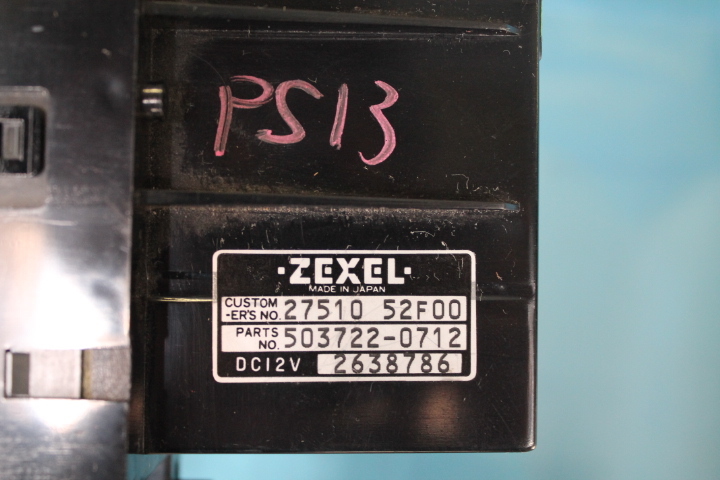 PS13
·ZEXEL·
MADE IN JAPAN
CUSTOM
-ER'S NO. 27510 52F00
PARTS
NO. 503722-0712
DC12V 2638786